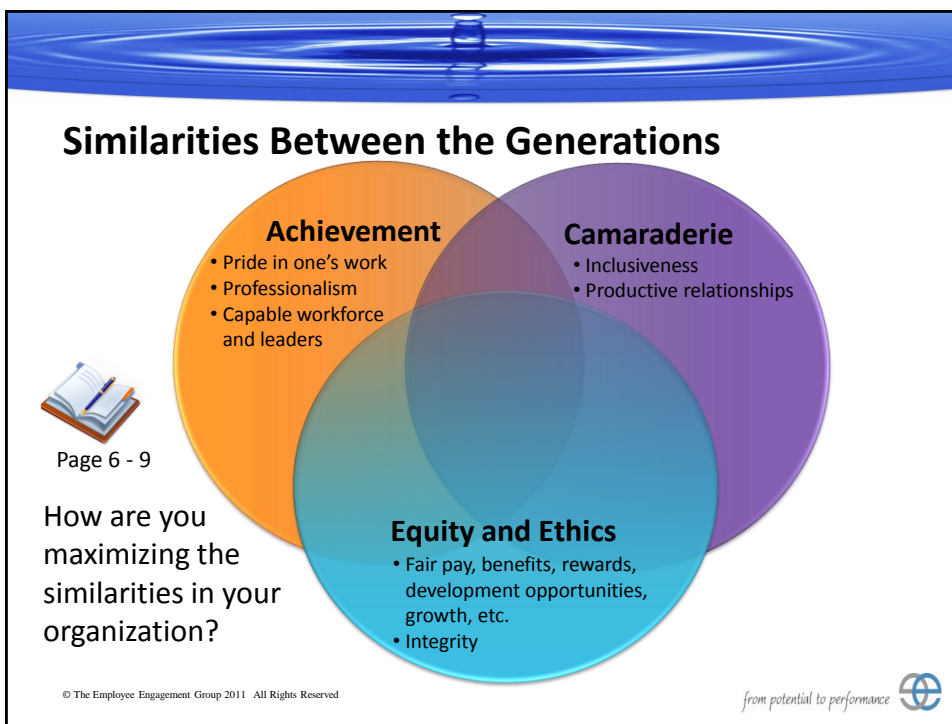 Similarities Between the Generations
Achievement
• Pride in one’s work
• Professionalism
• Capable workforce
and leaders
Camaraderie
• Inclusiveness
• Productive relationships
Page 6 - 9
How are you
maximizing the
similarities in your
organization?
Equity and Ethics
• Fair pay, benefits, rewards,
development opportunities,
growth, etc.
• Integrity
© The Employee Engagement Group 2011 All Rights Reserved
from potential to performance